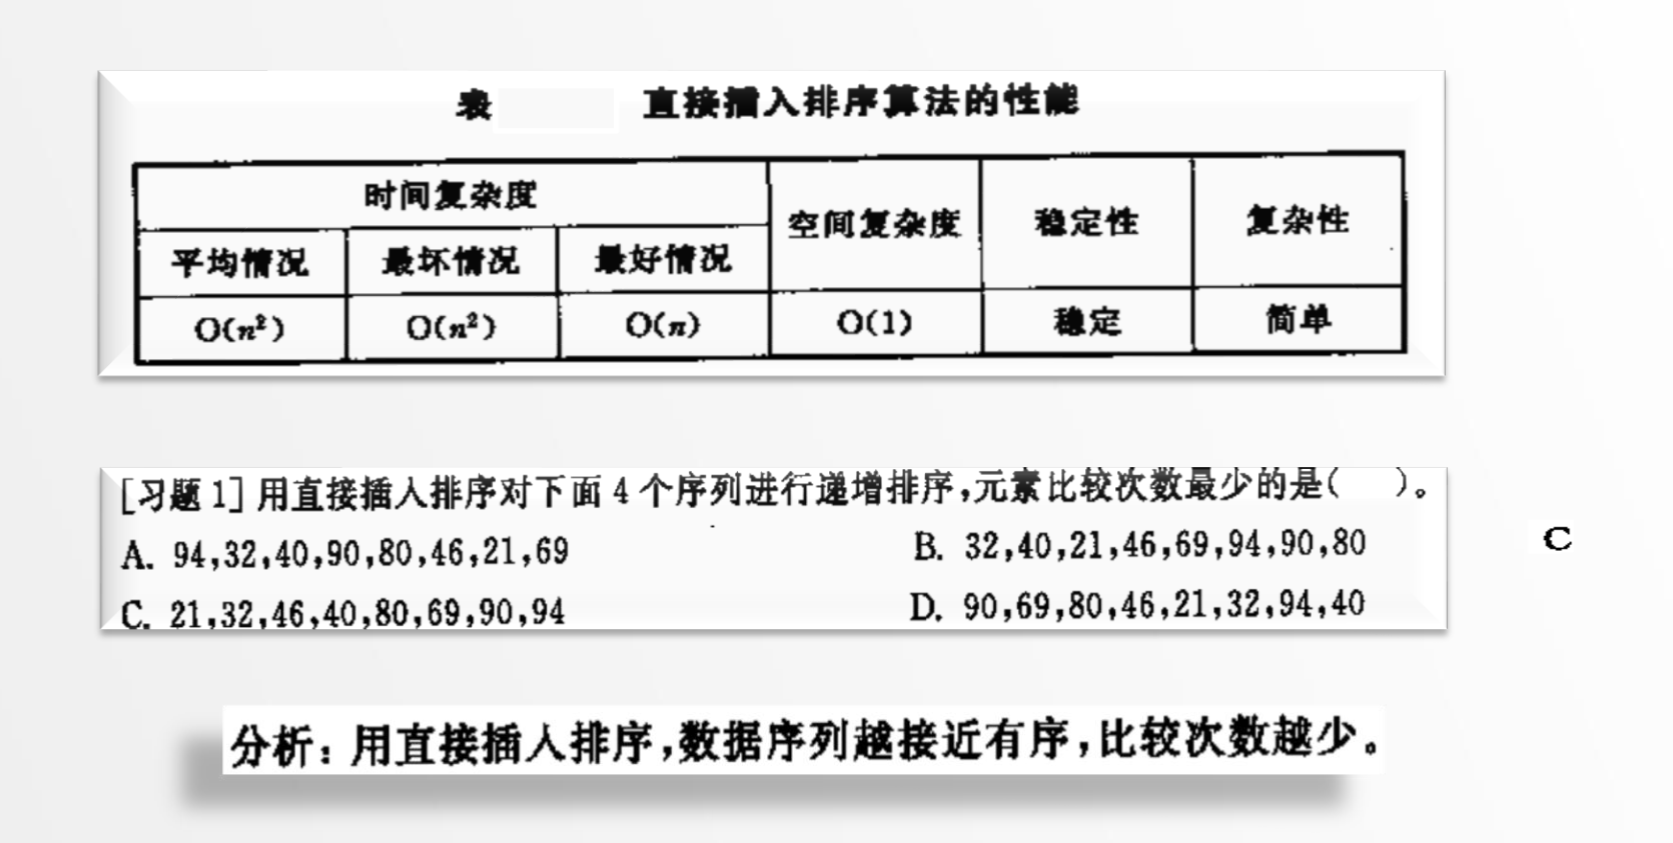 表 直接插入排序算法的性能
时间复杂度 空间复杂度 稳定性 复杂性
平均情况 最坏情况 最好情况
O(n²) O(n²) O(n) O(1) 稳定 简单
[习题 1] 用直接插入排序对下面 4 个序列进行递增排序,元素比较次数最少的是( )。
A. 94,32,40,90,80,46,21,69 B. 32,40,21,46,69,94,90,80
C
C. 21,32,46,40,80,69,90,94 D. 90,69,80,46,21,32,94,40
分析:用直接插入排序,数据序列越接近有序,比较次数越少。